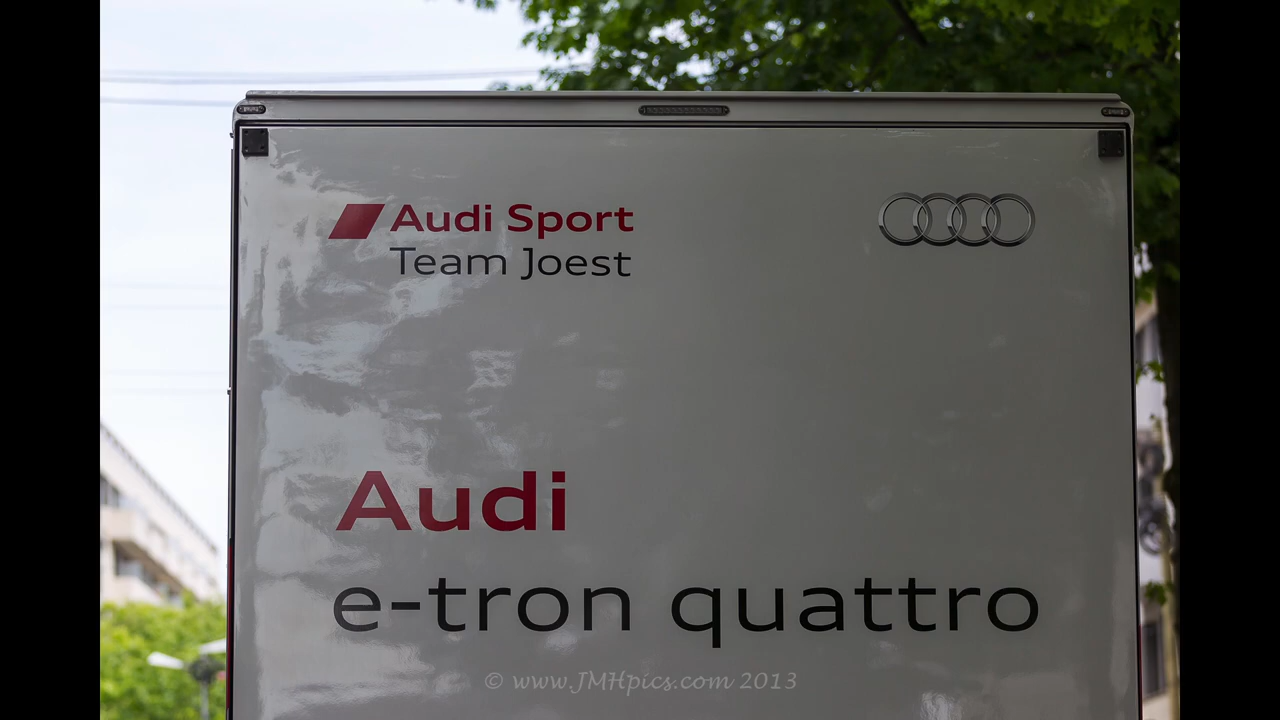 Audi Sport
Team Joest
Audi
e-tron quattro
© www.JMHpics.com 2013